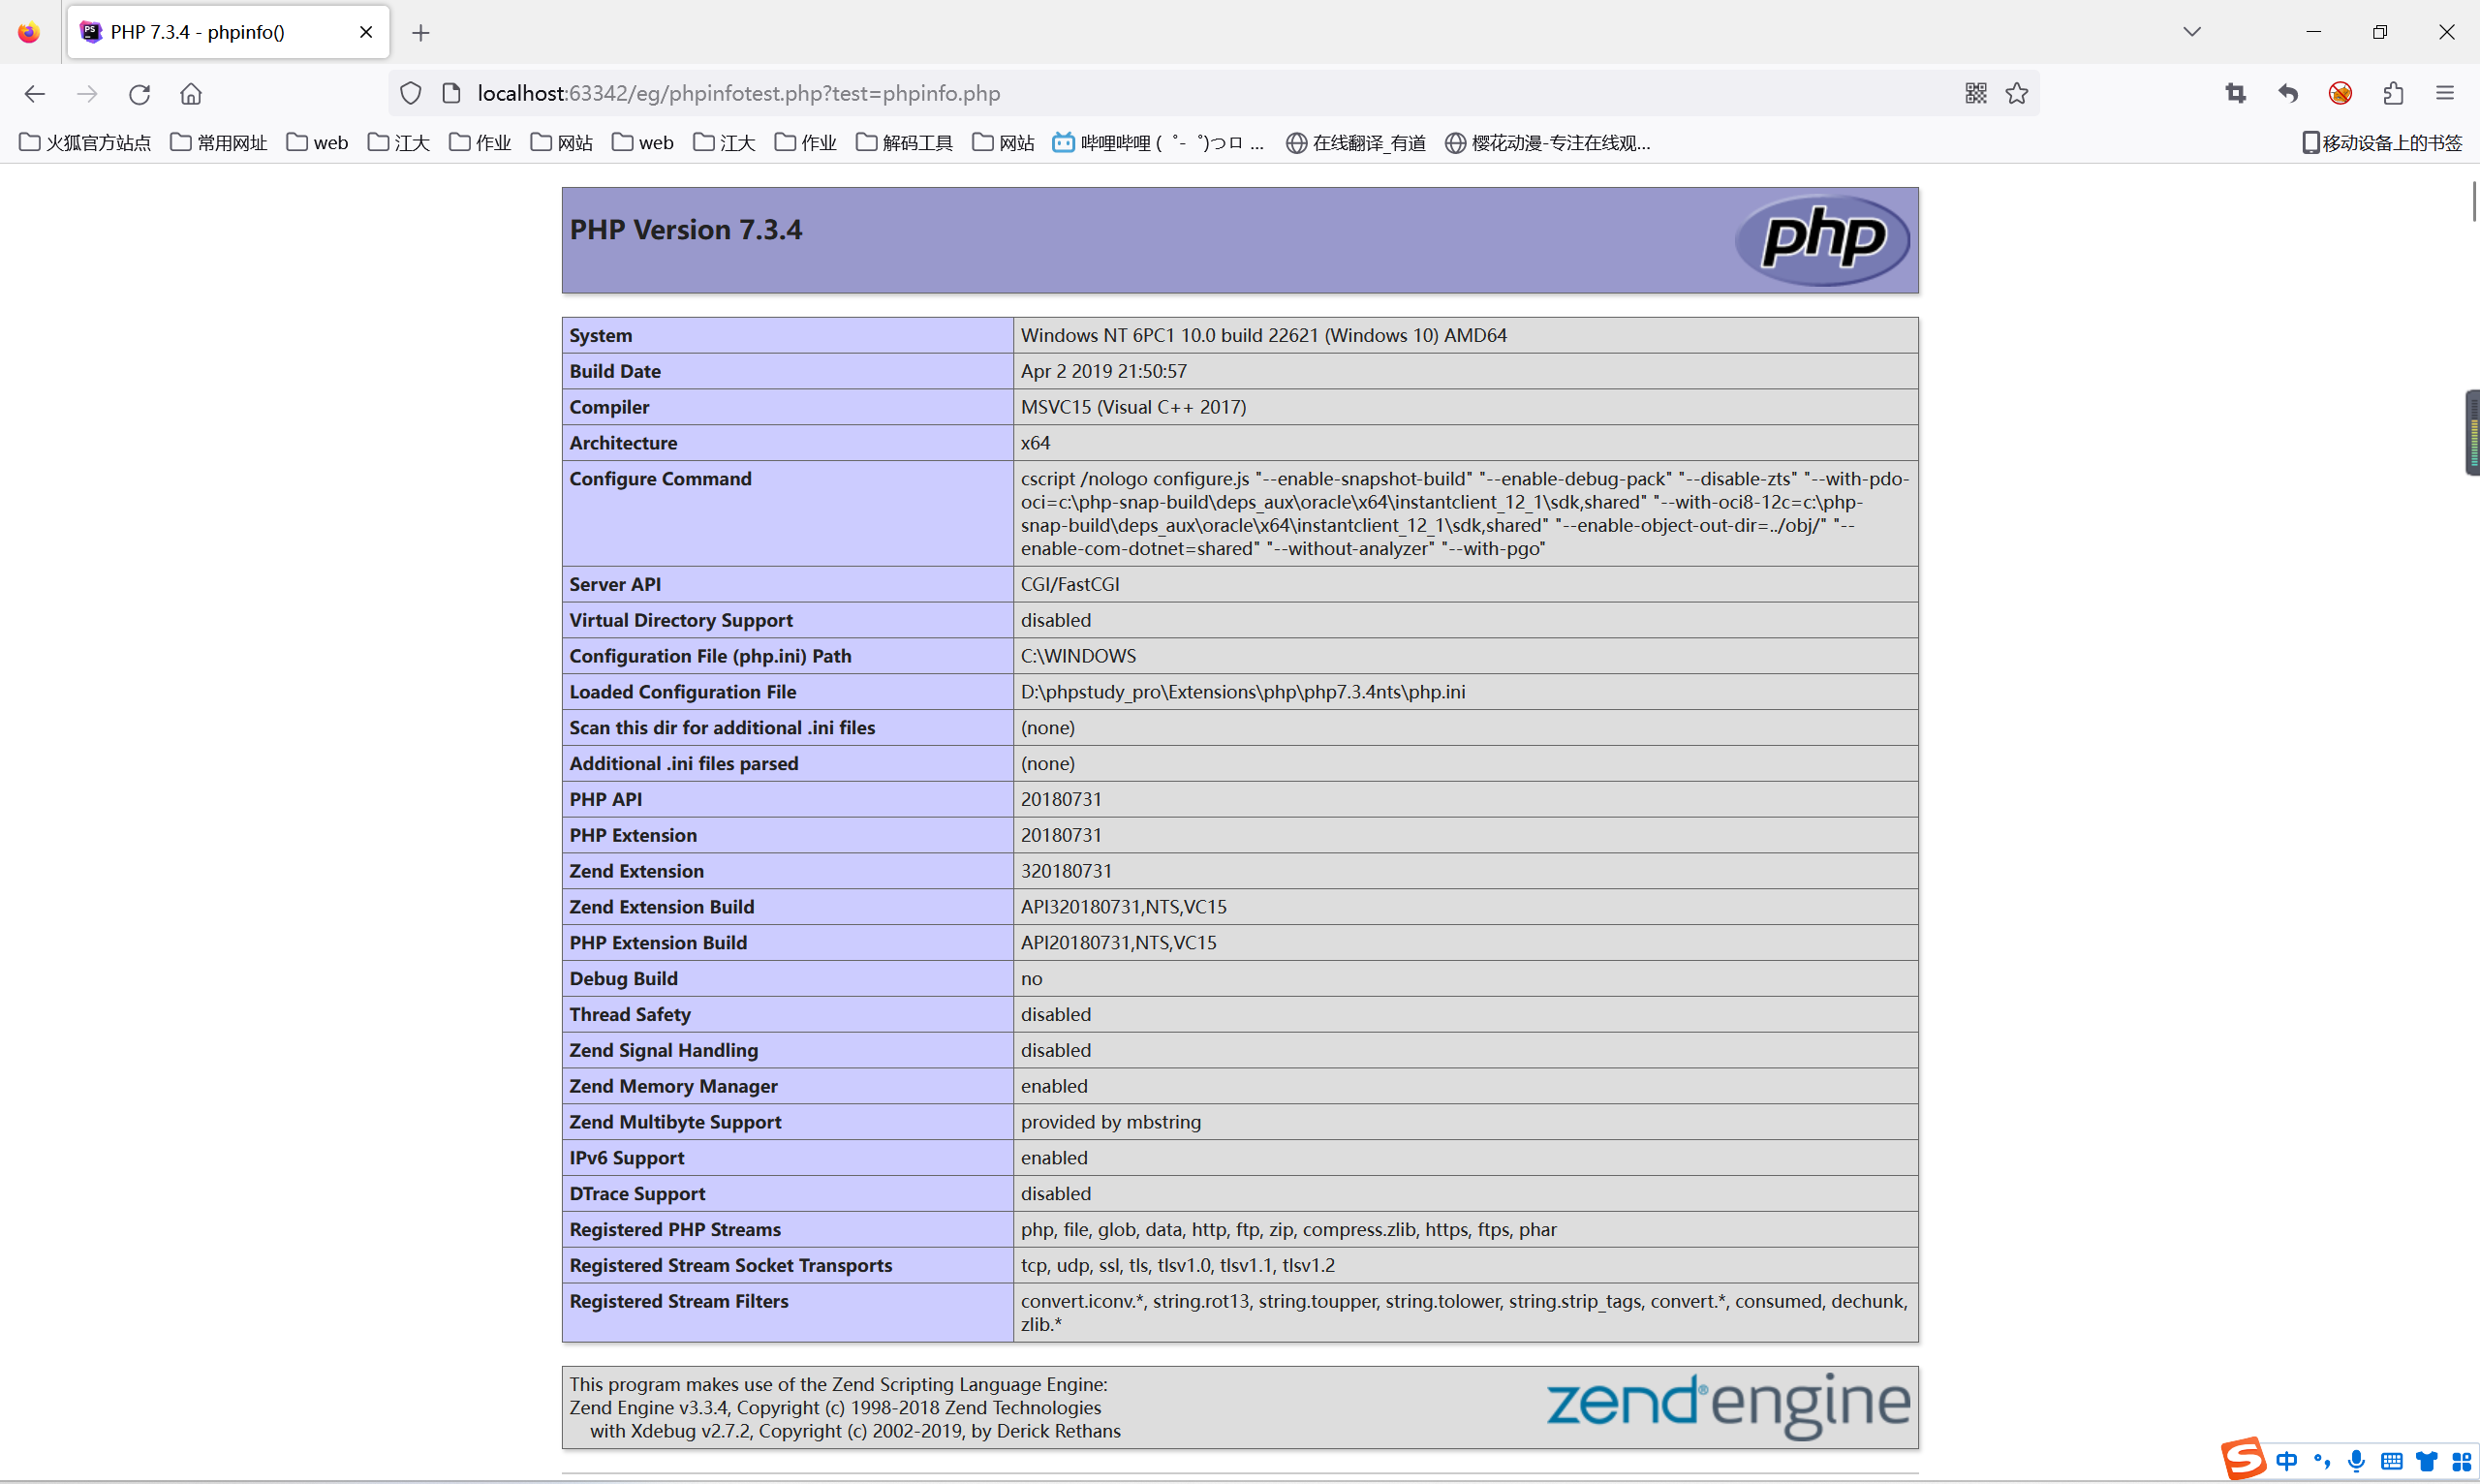 PHP 7.3.4 - phpinfo()
localhost:63342/eg/phpinfotest.php?test=phpinfo.php
火狐官方站点 常用网址 web 江大 作业 网站 web 江大 作业 解码工具 网站 哔哩哔哩 ( ゜- ゜)つロ ... 在线翻译_有道 樱花动漫-专注在线观... 移动设备上的书签
PHP Version 7.3.4
php
System Windows NT 6PC1 10.0 build 22621 (Windows 10) AMD64
Build Date Apr 2 2019 21:50:57
Compiler MSVC15 (Visual C++ 2017)
Architecture x64
Configure Command cscript /nologo configure.js "--enable-snapshot-build" "--enable-debug-pack" "--disable-zts" "--with-pdo-
oci=c:\php-snap-build\deps_aux\oracle\x64\instantclient_12_1\sdk,shared" "--with-oci8-12c=c:\php-
snap-build\deps_aux\oracle\x64\instantclient_12_1\sdk,shared" "--enable-object-out-dir=../obj/" "--
enable-com-dotnet=shared" "--without-analyzer" "--with-pgo"
Server API CGI/FastCGI
Virtual Directory Support disabled
Configuration File (php.ini) Path C:\WINDOWS
Loaded Configuration File D:\phpstudy_pro\Extensions\php\php7.3.4nts\php.ini
Scan this dir for additional .ini files (none)
Additional .ini files parsed (none)
PHP API 20180731
PHP Extension 20180731
Zend Extension 320180731
Zend Extension Build API320180731,NTS,VC15
PHP Extension Build API20180731,NTS,VC15
Debug Build no
Thread Safety disabled
Zend Signal Handling disabled
Zend Memory Manager enabled
Zend Multibyte Support provided by mbstring
IPv6 Support enabled
DTrace Support disabled
Registered PHP Streams php, file, glob, data, http, ftp, zip, compress.zlib, https, ftps, phar
Registered Stream Socket Transports tcp, udp, ssl, tls, tlsv1.0, tlsv1.1, tlsv1.2
Registered Stream Filters convert.iconv.*, string.rot13, string.toupper, string.tolower, string.strip_tags, convert.*, consumed, dechunk,
zlib.*
This program makes use of the Zend Scripting Language Engine:
Zend Engine v3.3.4, Copyright (c) 1998-2018 Zend Technologies
with Xdebug v2.7.2, Copyright (c) 2002-2019, by Derick Rethans
zend® engine
中